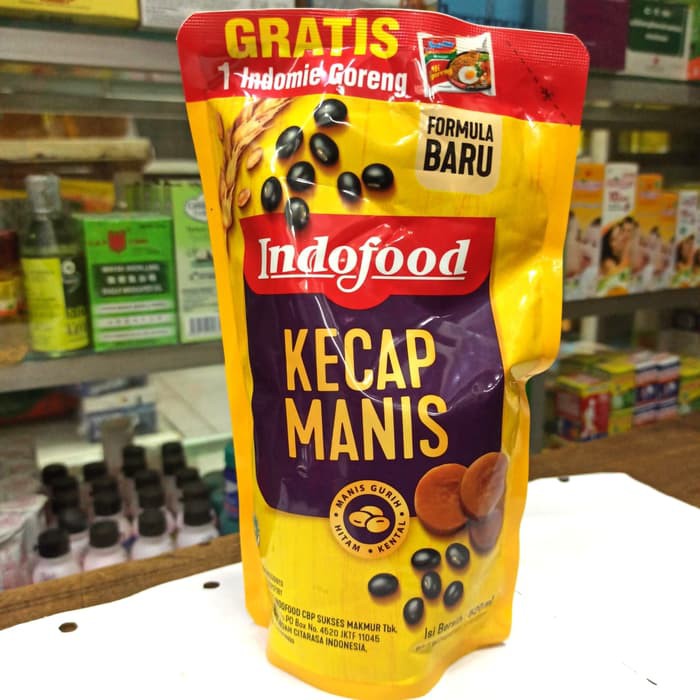 GRATIS
1 Indomie Goreng
FORMULA
BARU
Indofood
KECAP
MANIS
MANIS GURIH
HITAM • KENTAL
INDOFOOD CBP SUKSES MAKMUR Tbk.
PO Box No. 4520 JKTF 11045
CITARASA INDONESIA.
Isi Bersih